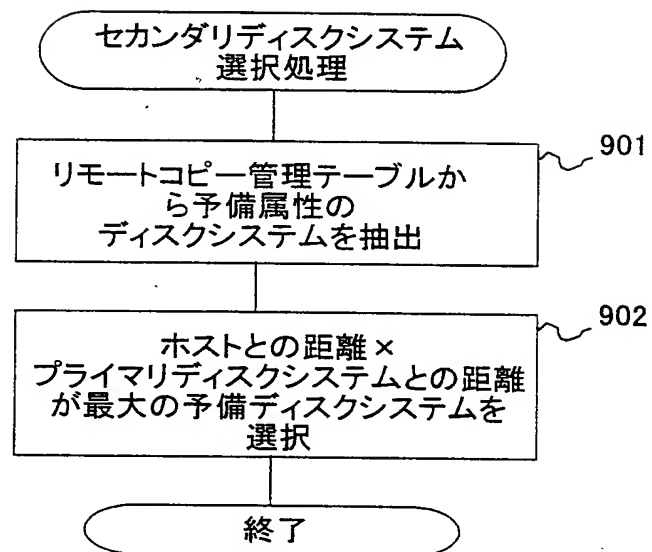 セカンダリディスクシステム
選択処理
901
リモートコピー管理テーブルか
ら予備属性の
ディスクシステムを抽出
902
ホストとの距離×
プライマリディスクシステムとの距離
が最大の予備ディスクシステムを
選択
終了